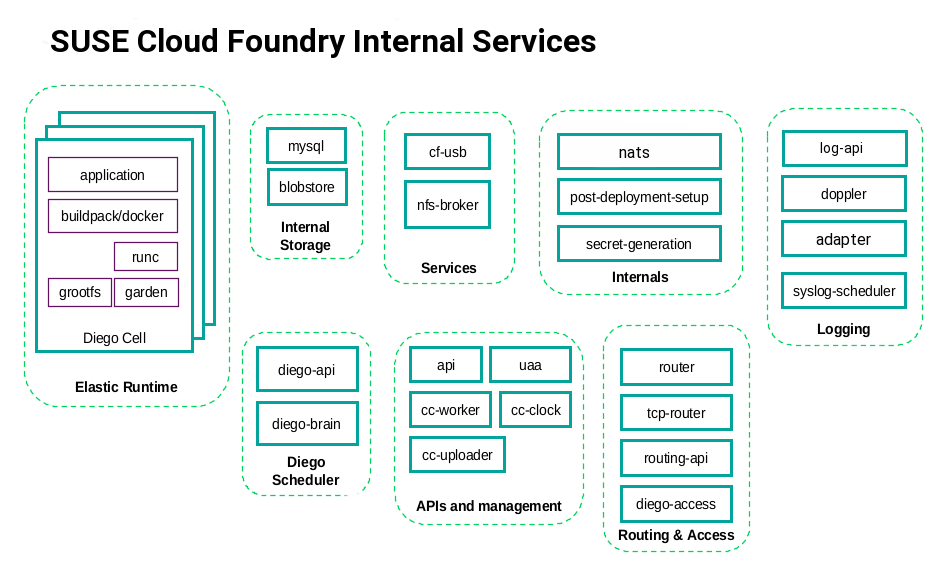 SUSE Cloud Foundry Internal Services
application
buildpack/docker
runc
grootfs
garden
Diego Cell
Elastic Runtime
mysql
blobstore
Internal
Storage
cf-usb
nfs-broker
Services
nats
post-deployment-setup
secret-generation
Internals
log-api
doppler
adapter
syslog-scheduler
Logging
diego-api
diego-brain
Diego
Scheduler
api
uaa
cc-worker
cc-clock
cc-uploader
APIs and management
router
tcp-router
routing-api
diego-access
Routing & Access